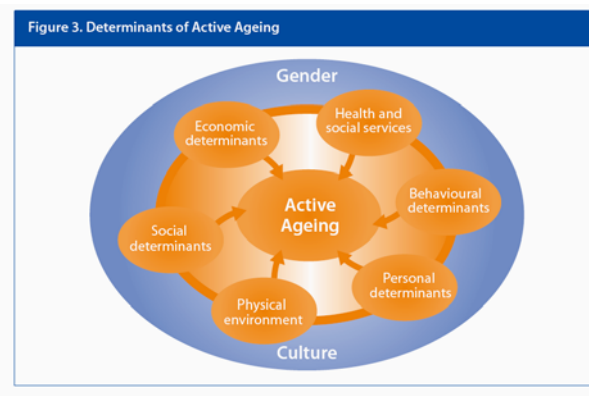 Figure 3. Determinants of Active Ageing
Gender
Economic
determinants
Health and
social services
Behavioural
determinants
Active
Ageing
Social
determinants
Personal
determinants
Physical
environment
Culture